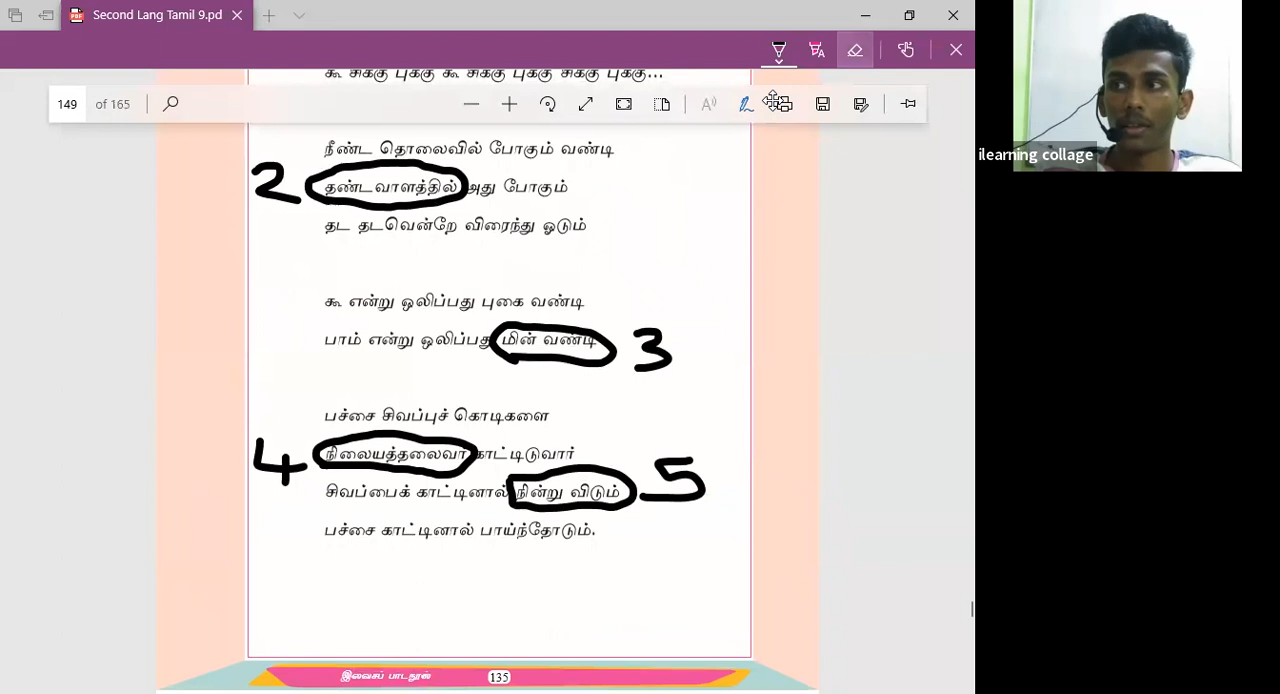 Second Lang Tamil 9.pd
கூ சுக்கு புக்கு கூ சுக்கு புக்கு சுக்கு புக்கு...
149 of 165
ilearning collage
நீண்ட தொலைவில் போகும் வண்டி
2 தண்டவாளத்தில் அது போகும்
தட தடவென்றே விரைந்து ஓடும்
கூ என்று ஒலிப்பது புகை வண்டி
பாம் என்று ஒலிப்பது மின் வண்டி 3
பச்சை சிவப்புச் கொடிகளை
4 நிலையத்தலைவர் காட்டிடுவார்
சிவப்பைக் காட்டினால் நின்று விடும் 5
பச்சை காட்டினால் பாய்ந்தோடும்.
இலவசப் பாடநூல் 135